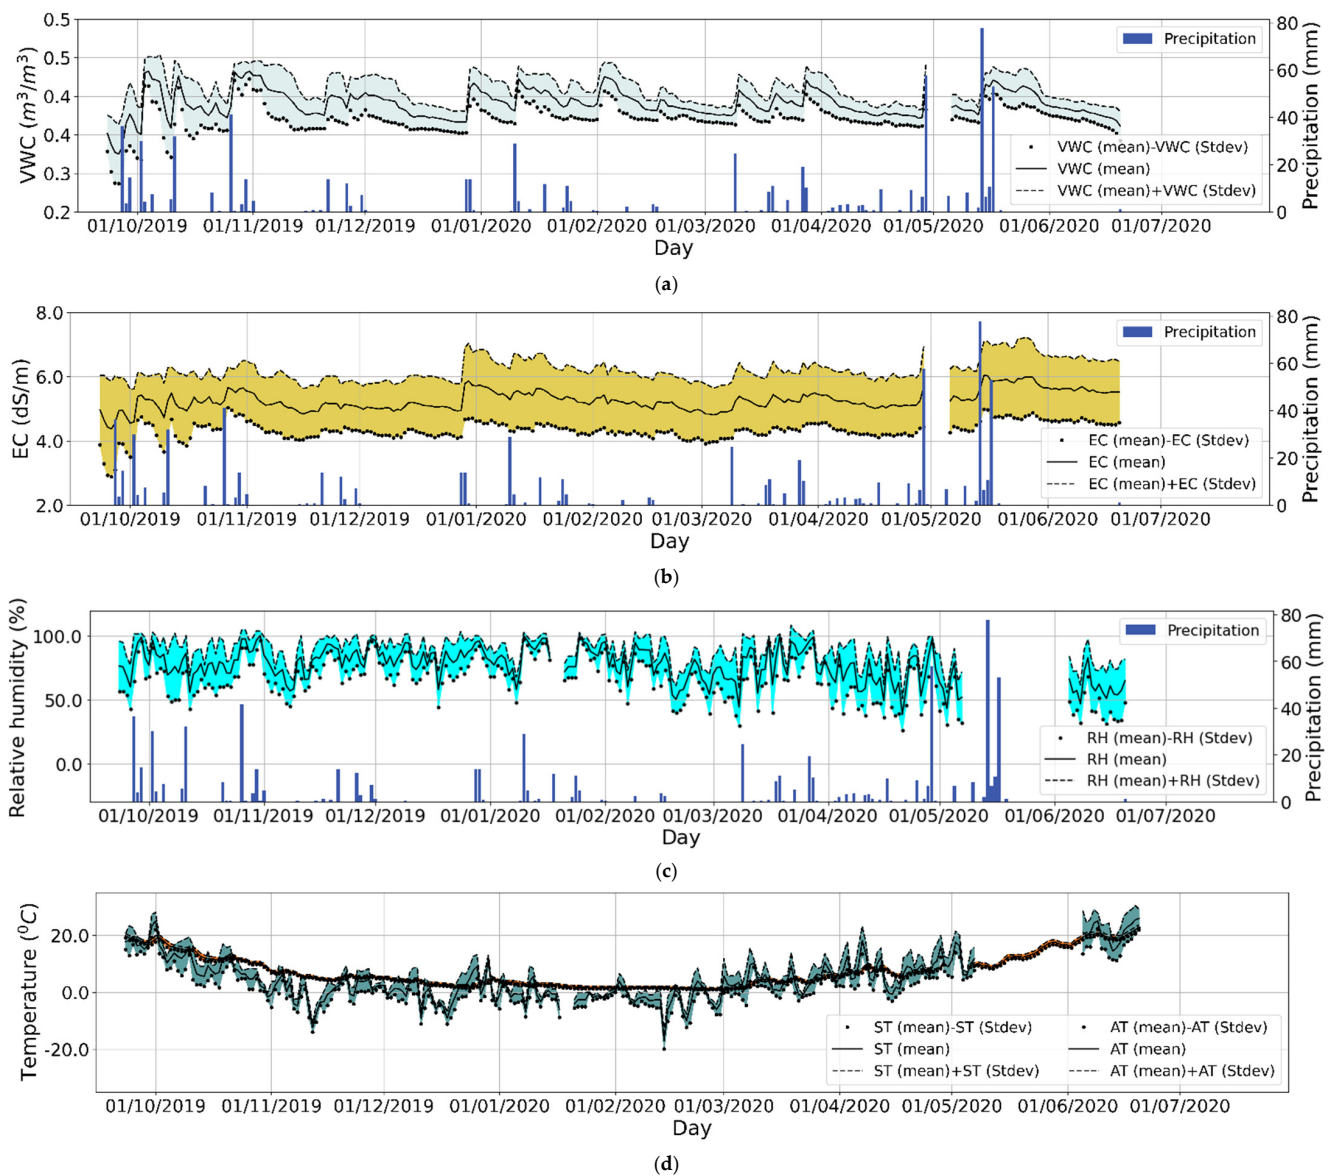 0.5
0.5
0.4
0.4
0.3
0.2
VWC (m³/m³)
80
60
40
20
0
Precipitation (mm)
Precipitation
VWC (mean)-VWC (Stdev)
VWC (mean)
VWC (mean)+VWC (Stdev)
01/10/2019 01/11/2019 01/12/2019 01/01/2020 01/02/2020 01/03/2020 01/04/2020 01/05/2020 01/06/2020 01/07/2020
Day
(a)
8.0
6.0
4.0
2.0
EC (dS/m)
80
60
40
20
0
Precipitation (mm)
Precipitation
EC (mean)-EC (Stdev)
EC (mean)
EC (mean)+EC (Stdev)
01/10/2019 01/11/2019 01/12/2019 01/01/2020 01/02/2020 01/03/2020 01/04/2020 01/05/2020 01/06/2020 01/07/2020
Day
(b)
100.0
50.0
0.0
Relative humidity (%)
80
60
40
20
0
Precipitation (mm)
Precipitation
RH (mean)-RH (Stdev)
RH (mean)
RH (mean)+RH (Stdev)
01/10/2019 01/11/2019 01/12/2019 01/01/2020 01/02/2020 01/03/2020 01/04/2020 01/05/2020 01/06/2020 01/07/2020
Day
(c)
20.0
0.0
-20.0
Temperature (⁰C)
ST (mean)-ST (Stdev) AT (mean)-AT (Stdev)
ST (mean) AT (mean)
ST (mean)+ST (Stdev) AT (mean)+AT (Stdev)
01/10/2019 01/11/2019 01/12/2019 01/01/2020 01/02/2020 01/03/2020 01/04/2020 01/05/2020 01/06/2020 01/07/2020
Day
(d)